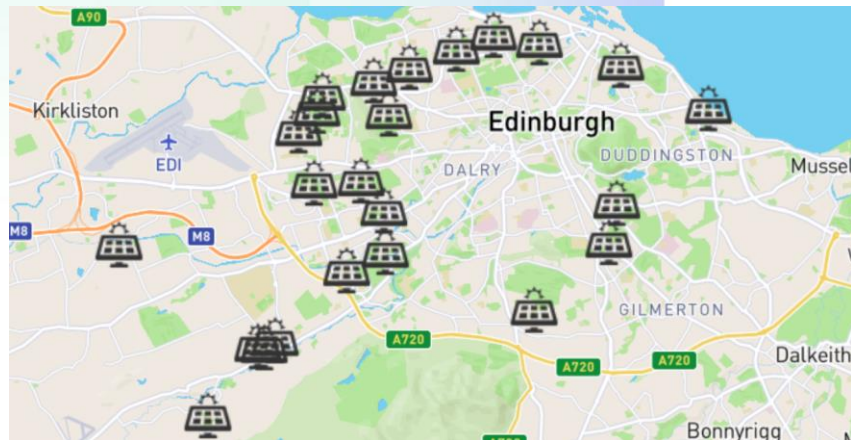 A90
Kirkliston
EDI
Edinburgh
DALRY
DUDDINGSTON
Mussel
M8
M8
GILMERTON
A720
A720
A720
Dalkeith
Bonnyrigg